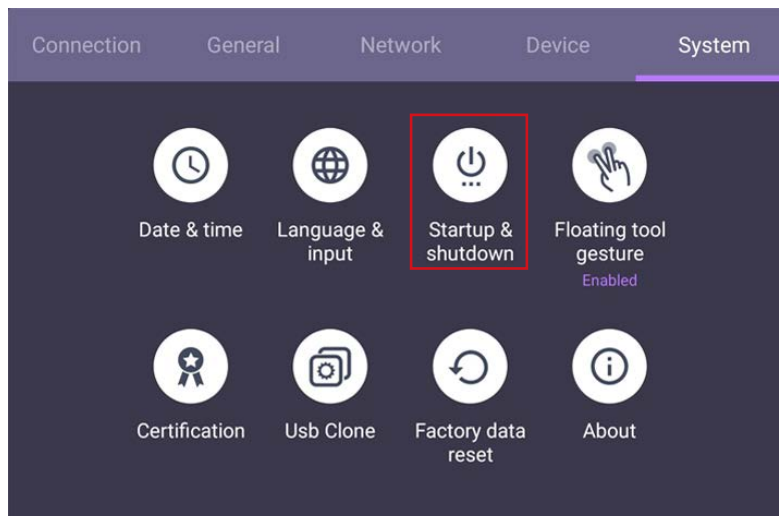 Connection General Network Device System
Date & time
Language &
input
Startup &
shutdown
Floating tool
gesture
Enabled
Certification
Usb Clone
Factory data
reset
About